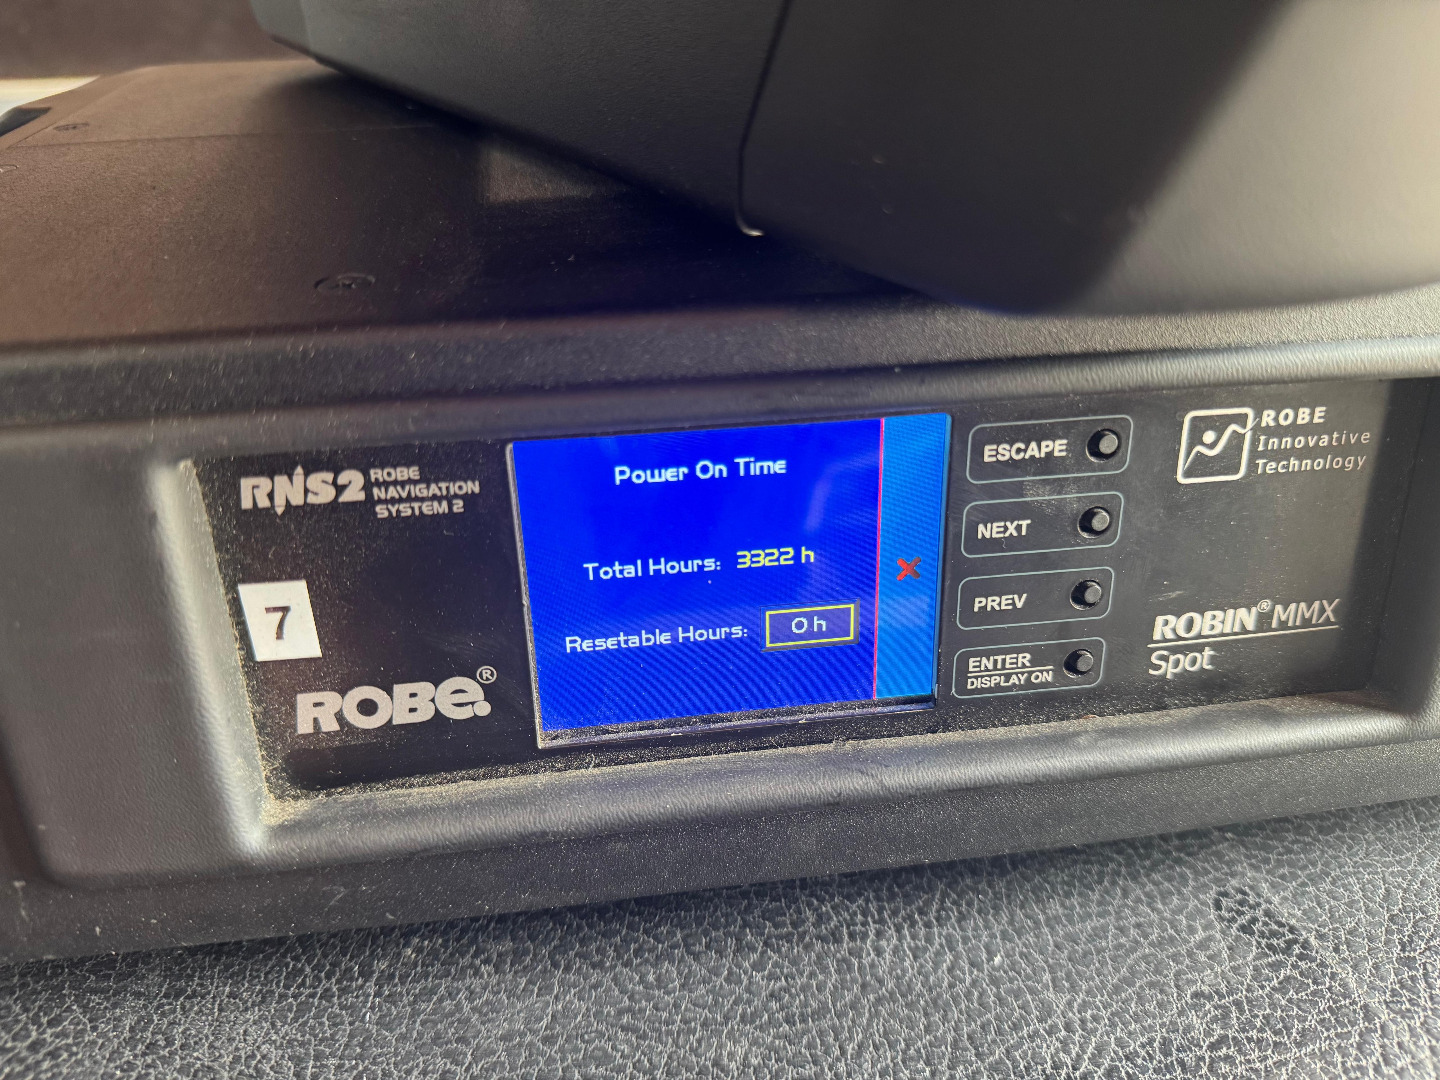 RNS2 ROBE
NAVIGATION
SYSTEM 2
7
ROBE®
Power On Time
Total Hours: 3322 h
Resetable Hours: 0 h
ESCAPE
NEXT
PREV
ENTER
DISPLAY ON
ROBE
Innovative
Technology
ROBIN® MMX
Spot